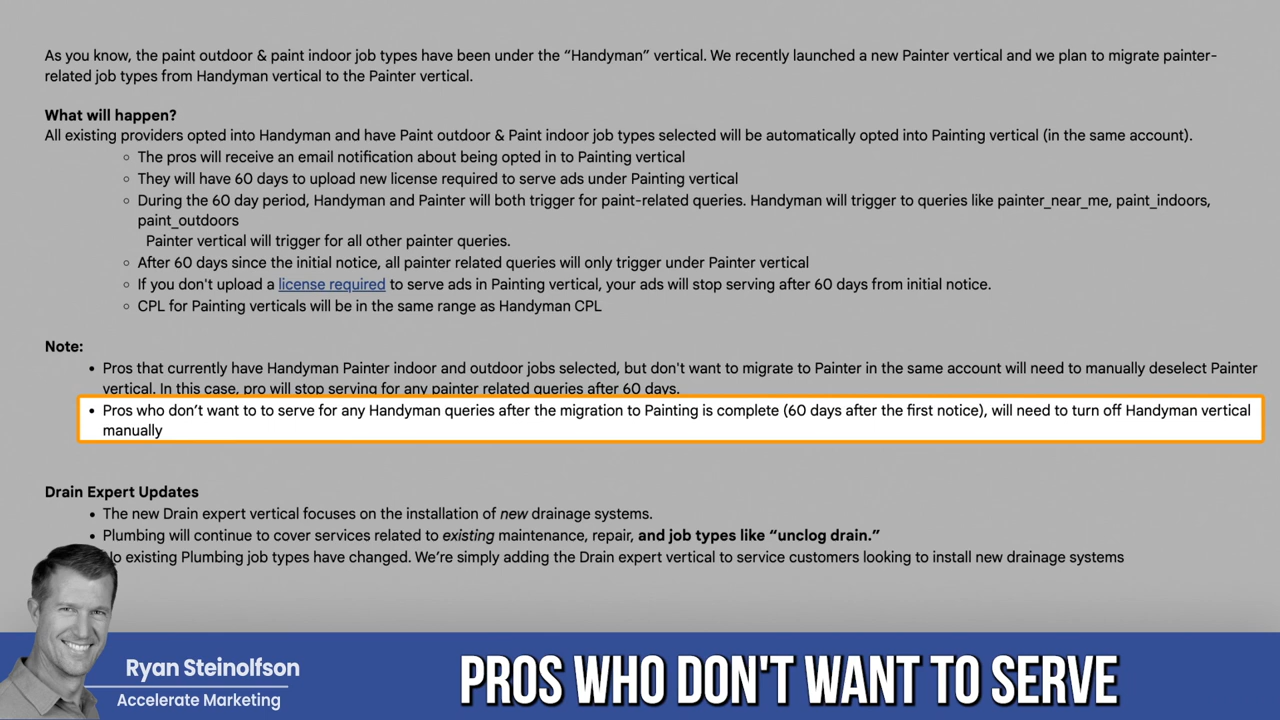 As you know, the paint outdoor & paint indoor job types have been under the “Handyman” vertical. We recently launched a new Painter vertical and we plan to migrate painter-
related job types from Handyman vertical to the Painter vertical.
What will happen?
All existing providers opted into Handyman and have Paint outdoor & Paint indoor job types selected will be automatically opted into Painting vertical (in the same account).
○ The pros will receive an email notification about being opted in to Painting vertical
○ They will have 60 days to upload new license required to serve ads under Painting vertical
○ During the 60 day period, Handyman and Painter will both trigger for paint-related queries. Handyman will trigger to queries like painter_near_me, paint_indoors,
paint_outdoors
Painter vertical will trigger for all other painter queries.
○ After 60 days since the initial notice, all painter related queries will only trigger under Painter vertical
○ If you don't upload a license required to serve ads in Painting vertical, your ads will stop serving after 60 days from initial notice.
○ CPL for Painting verticals will be in the same range as Handyman CPL
Note:
• Pros that currently have Handyman Painter indoor and outdoor jobs selected, but don't want to migrate to Painter in the same account will need to manually deselect Painter
vertical. In this case, pro will stop serving for any painter related queries after 60 days.
• Pros who don’t want to to serve for any Handyman queries after the migration to Painting is complete (60 days after the first notice), will need to turn off Handyman vertical
manually
Drain Expert Updates
• The new Drain expert vertical focuses on the installation of new drainage systems.
• Plumbing will continue to cover services related to existing maintenance, repair, and job types like “unclog drain.”
existing Plumbing job types have changed. We’re simply adding the Drain expert vertical to service customers looking to install new drainage systems
Ryan Steinolfson
Accelerate Marketing
PROS WHO DON'T WANT TO SERVE